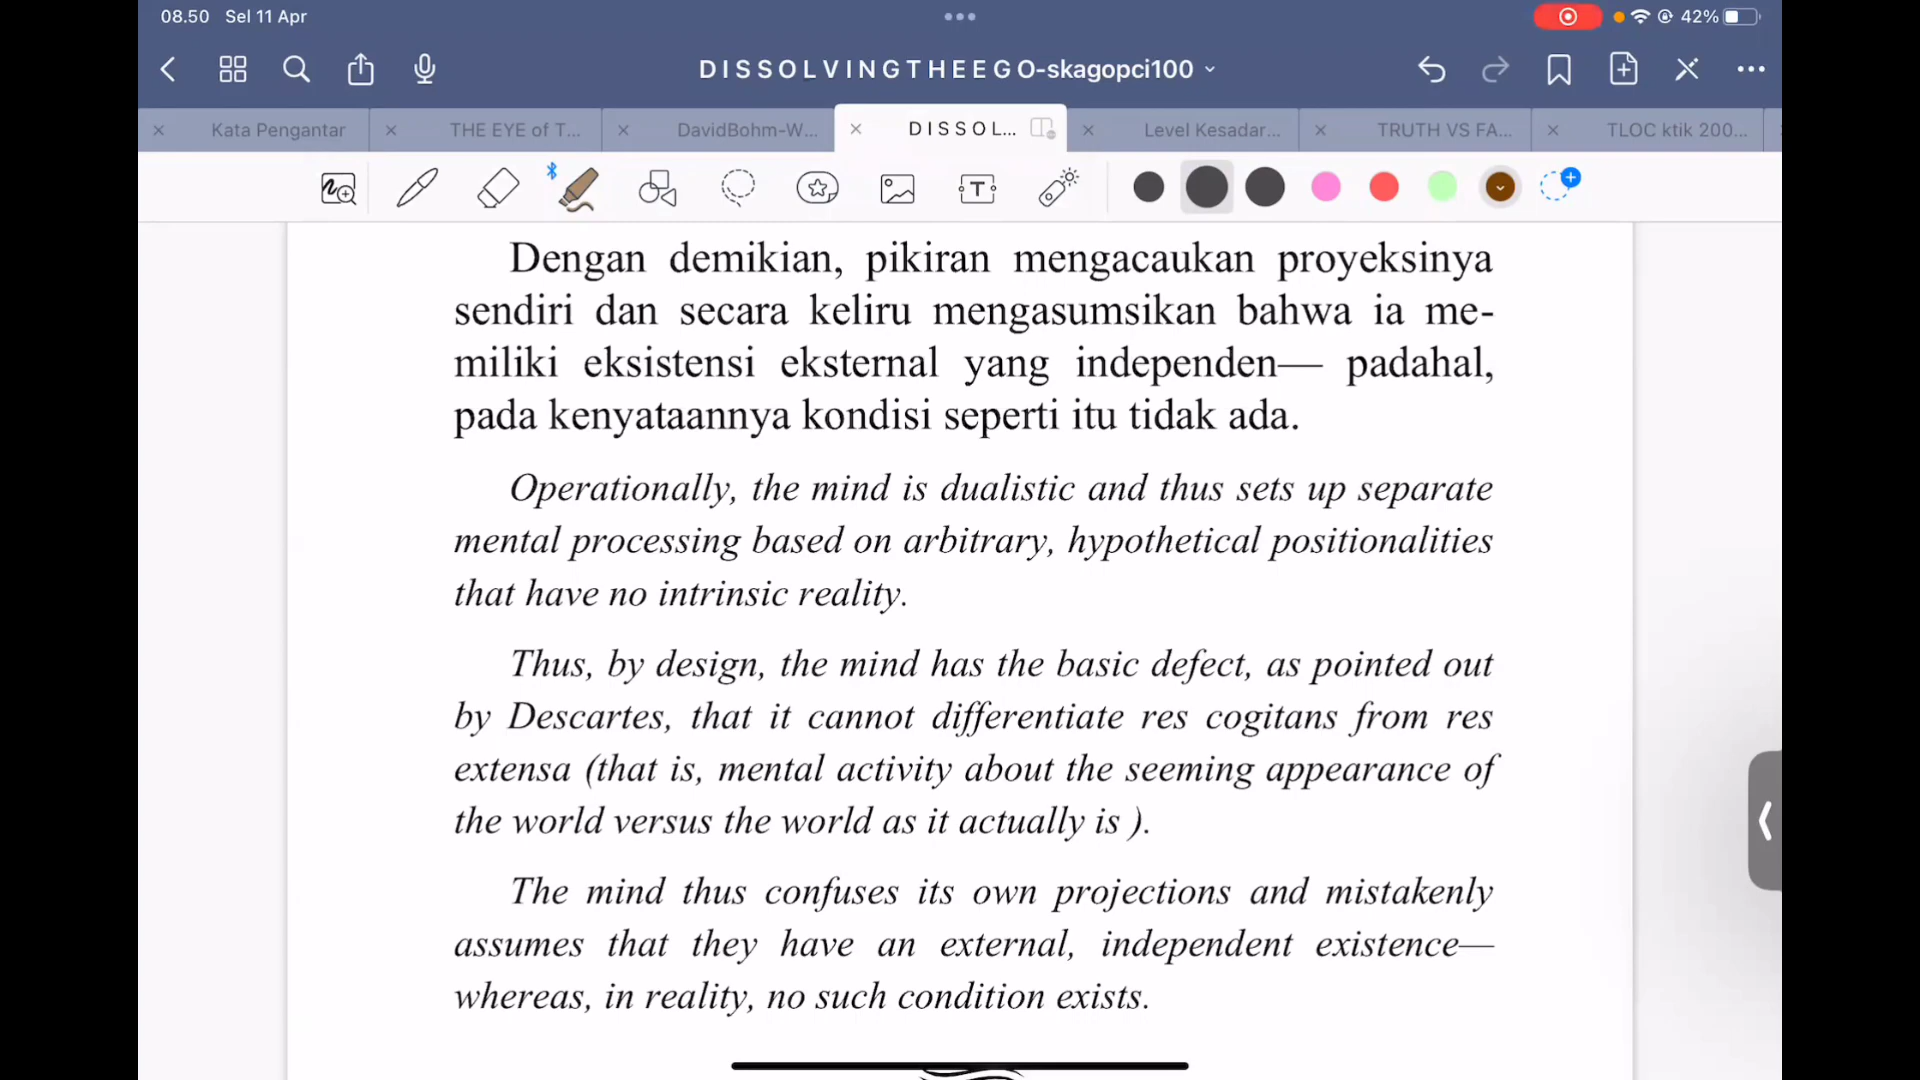 08.50 Sel 11 Apr
42%
D I S S O L V I N G T H E E G O-skagopci100
Kata Pengantar
THE EYE of T...
DavidBohm-W...
D I S S O L...
Level Kesadar...
TRUTH VS FA...
TLOC ktik 200...
Dengan demikian, pikiran mengacaukan proyeksinya
sendiri dan secara keliru mengasumsikan bahwa ia me-
miliki eksistensi eksternal yang independen— padahal,
pada kenyataannya kondisi seperti itu tidak ada.
Operationally, the mind is dualistic and thus sets up separate
mental processing based on arbitrary, hypothetical positionalities
that have no intrinsic reality.
Thus, by design, the mind has the basic defect, as pointed out
by Descartes, that it cannot differentiate res cogitans from res
extensa (that is, mental activity about the seeming appearance of
the world versus the world as it actually is ).
The mind thus confuses its own projections and mistakenly
assumes that they have an external, independent existence—
whereas, in reality, no such condition exists.